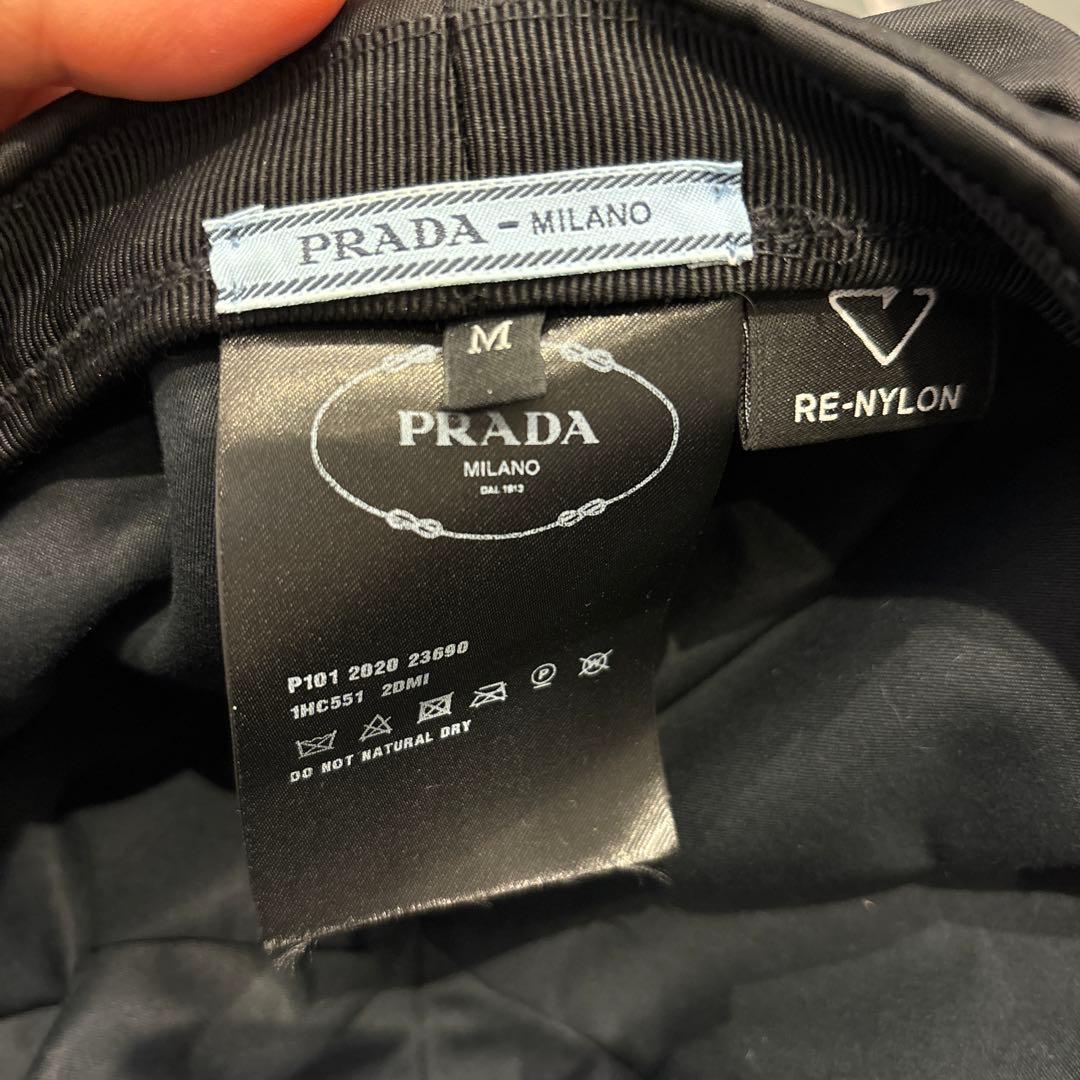 PRADA - MILANO
M
PRADA
MILANO
DAL 1913
RE-NYLON
P101 2020 23690
1HC551 2DMI
P W
DO NOT NATURAL DRY